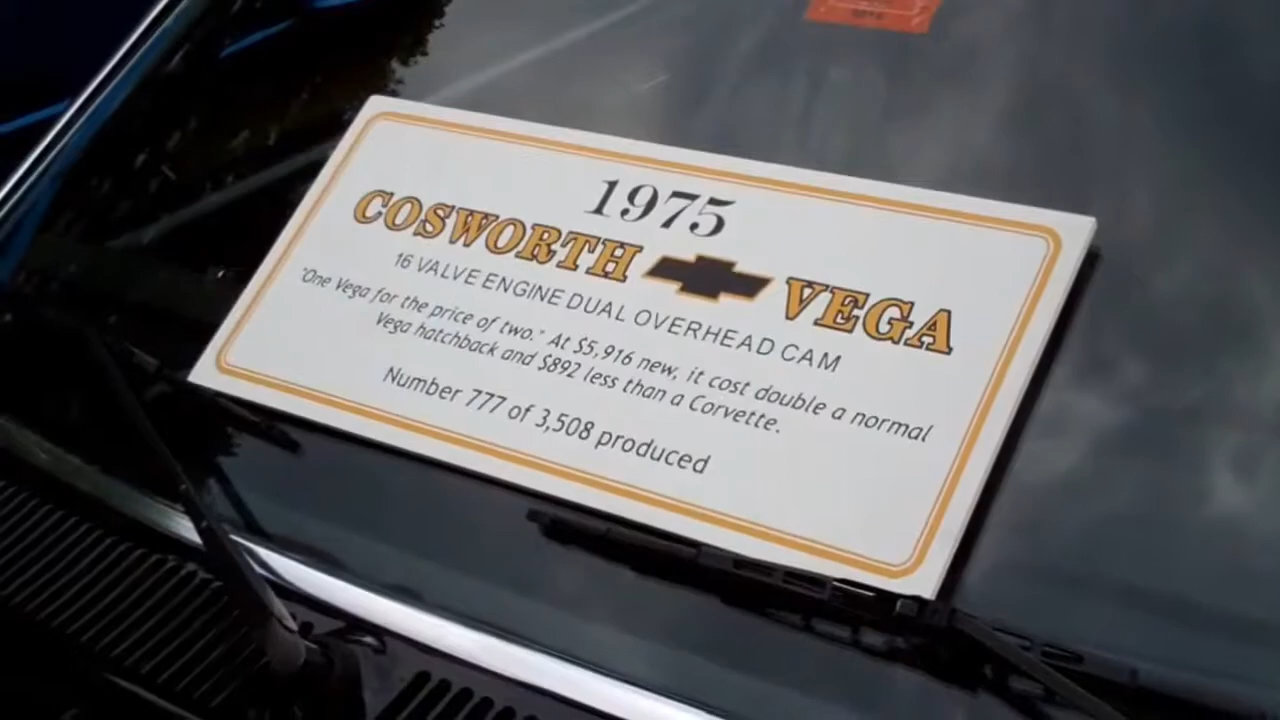 1975
COSWORTH VEGA
16 VALVE ENGINE DUAL OVERHEAD CAM
"One Vega for the price of two." At $5,916 new, it cost double a normal
Vega hatchback and $892 less than a Corvette.
Number 777 of 3,508 produced